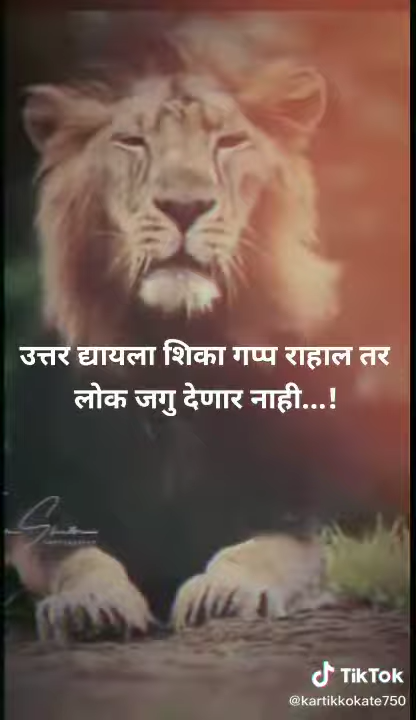 उत्तर द्यायला शिका गप्प राहाल तर
लोक जगु देणार नाही...!
TikTok
@kartikkokate750